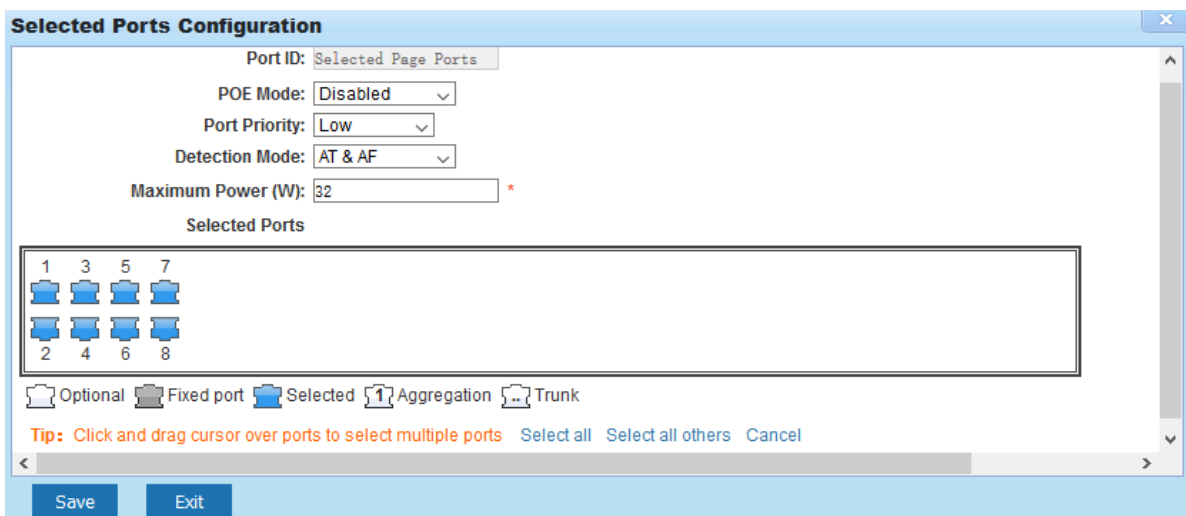 Selected Ports Configuration
Port ID: Selected Page Ports
POE Mode: Disabled
Port Priority: Low
Detection Mode: AT & AF
Maximum Power (W): 32 *
Selected Ports
1 3 5 7
2 4 6 8
Optional Fixed port Selected 1 Aggregation .. Trunk
Tip: Click and drag cursor over ports to select multiple ports Select all Select all others Cancel
Save Exit